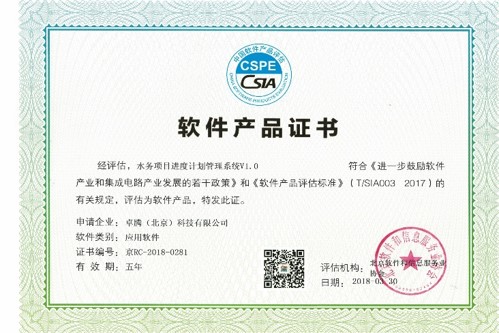 中国软件产品评估
CSPE
CSIA
软件产品证书
经评估，水务项目进度计划管理系统V1.0 符合《进一步鼓励软件
产业和集成电路产业发展的若干政策》和《软件产品评估标准》（T/SIA003 2017）的
有关规定，评估为软件产品，特发此证。
申请企业：卓腾（北京）科技有限公司
软件类别：应用软件
证书编号：京RC-2018-0281
有 效 期：五年
评估机构：北京软件和信息服务业
协会
日期：2018-03-30